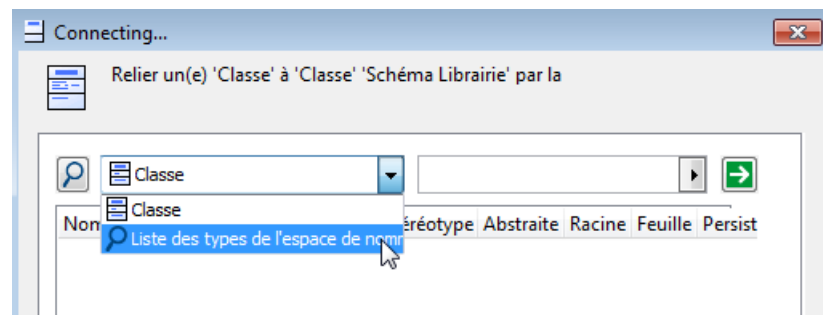 Connecting...
Relier un(e) 'Classe' à 'Classe' 'Schéma Librairie' par la
Classe
Classe
Liste des types de l'espace de nomr
Nom éréotype Abstraite Racine Feuille Persist